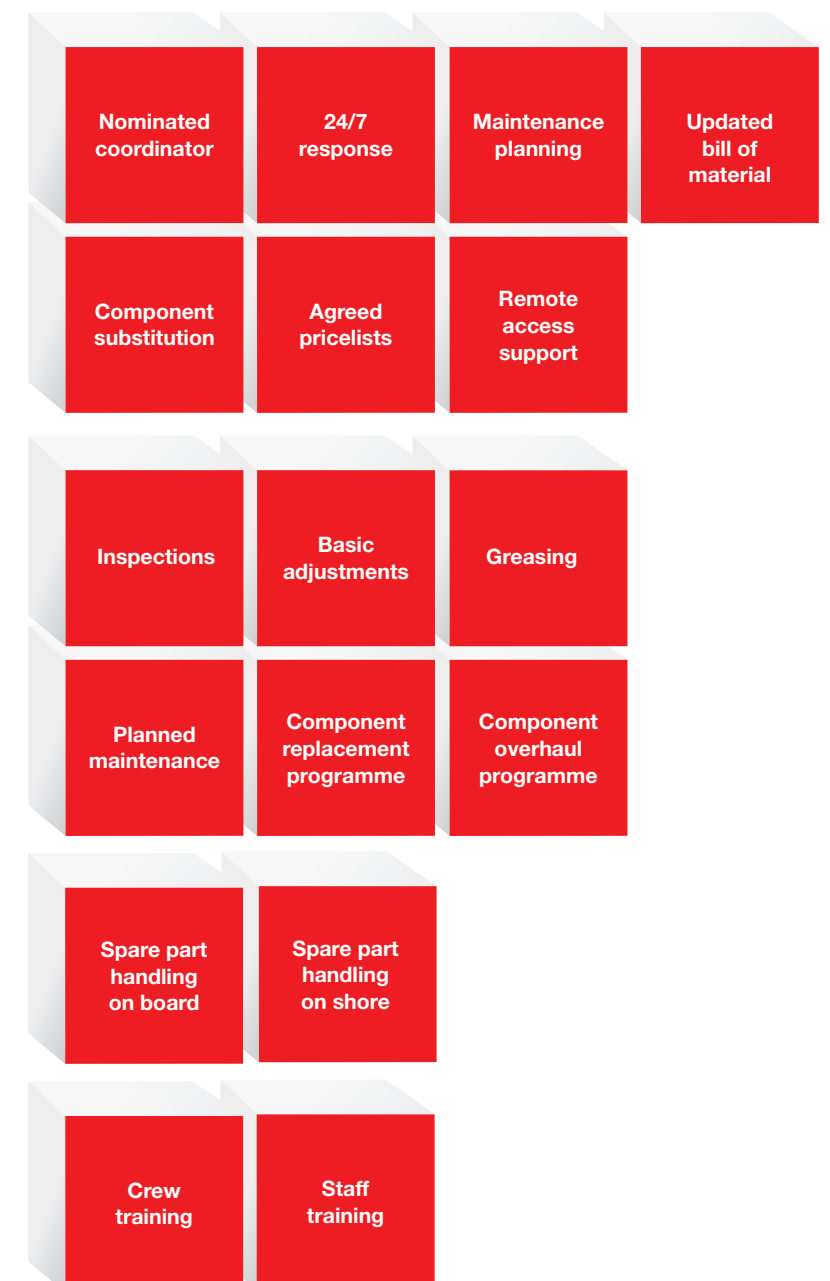 Nominated
coordinator
24/7
response
Maintenance
planning
Updated
bill of
material
Component
substitution
Agreed
pricelists
Remote
access
support
Inspections
Basic
adjustments
Greasing
Planned
maintenance
Component
replacement
programme
Component
overhaul
programme
Spare part
handling
on board
Spare part
handling
on shore
Crew
training
Staff
training